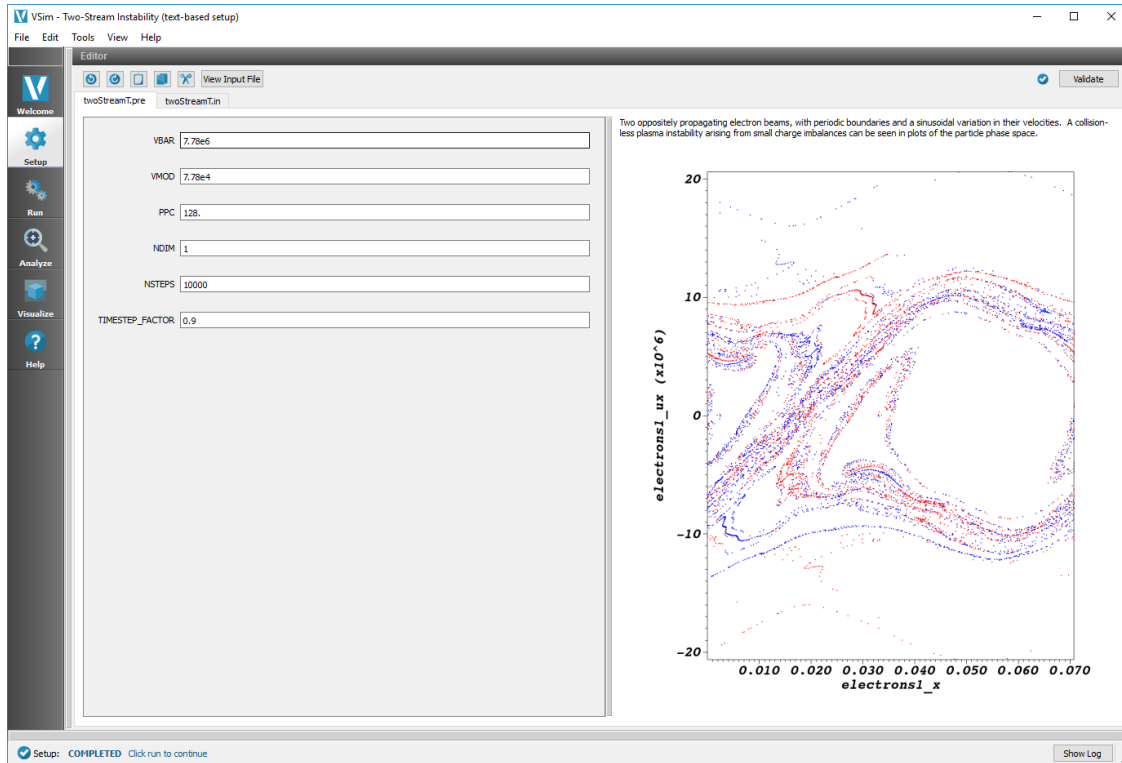 VSim - Two-Stream Instability (text-based setup)
File Edit Tools View Help
Editor
View Input File
Validate
twoStreamT.pre twoStreamT.in
Welcome
Setup
Run
Analyze
Visualize
Help
VBAR 7.78e6
VMOD 7.78e4
PPC 128.
NDIM 1
NSTEPS 10000
TIMESTEP_FACTOR 0.9
Two oppositely propagating electron beams, with periodic boundaries and a sinusoidal variation in their velocities. A collision-
less plasma instability arising from small charge imbalances can be seen in plots of the particle phase space.
20
10
0
-10
-20
electrons1_ux (x10^6)
0.010 0.020 0.030 0.040 0.050 0.060 0.070
electrons1_x
Setup: COMPLETED Click run to continue
Show Log